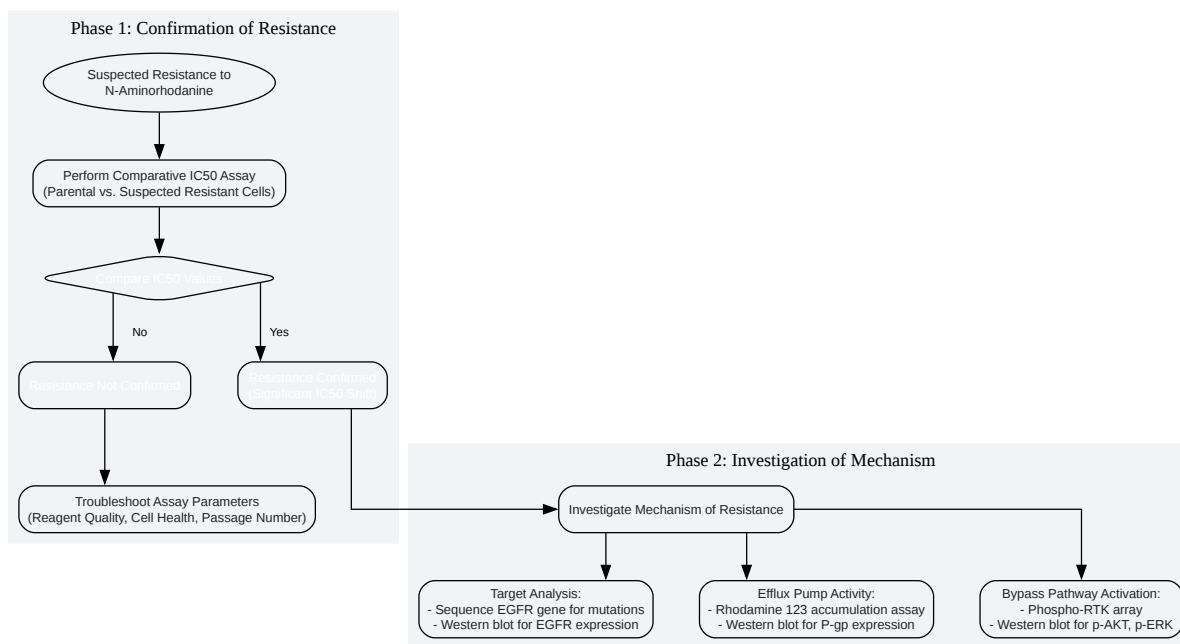 Phase 1: Confirmation of Resistance
Suspected Resistance to
N-Aminorhodanine
Perform Comparative IC50 Assay
(Parental vs. Suspected Resistant Cells)
Compare IC50 Values
No
Yes
Resistance Not Confirmed
Resistance Confirmed
(Significant IC50 Shift)
Troubleshoot Assay Parameters
(Reagent Quality, Cell Health, Passage Number)
Phase 2: Investigation of Mechanism
Investigate Mechanism of Resistance
Target Analysis:
- Sequence EGFR gene for mutations
- Western blot for EGFR expression
Efflux Pump Activity:
- Rhodamine 123 accumulation assay
- Western blot for P-gp expression
Bypass Pathway Activation:
- Phospho-RTK array
- Western blot for p-AKT, p-ERK